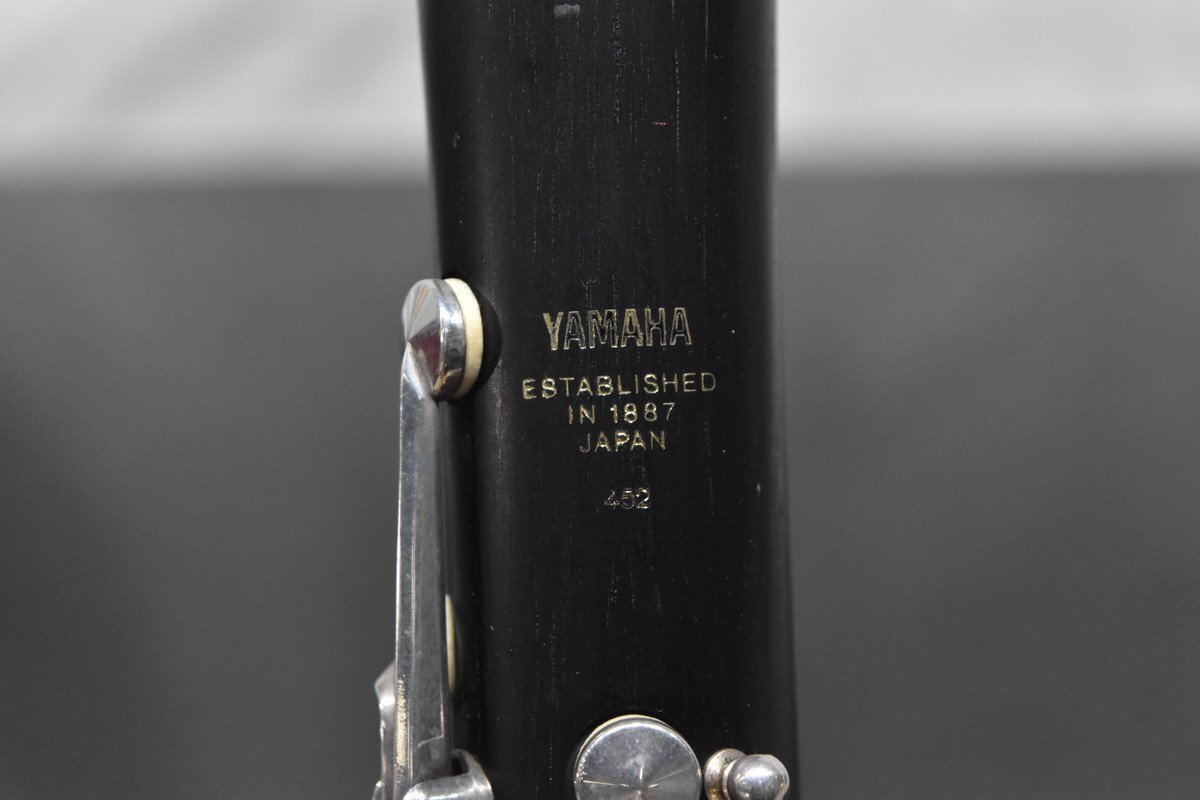 YAMAHA
ESTABLISHED
IN 1887
JAPAN
452